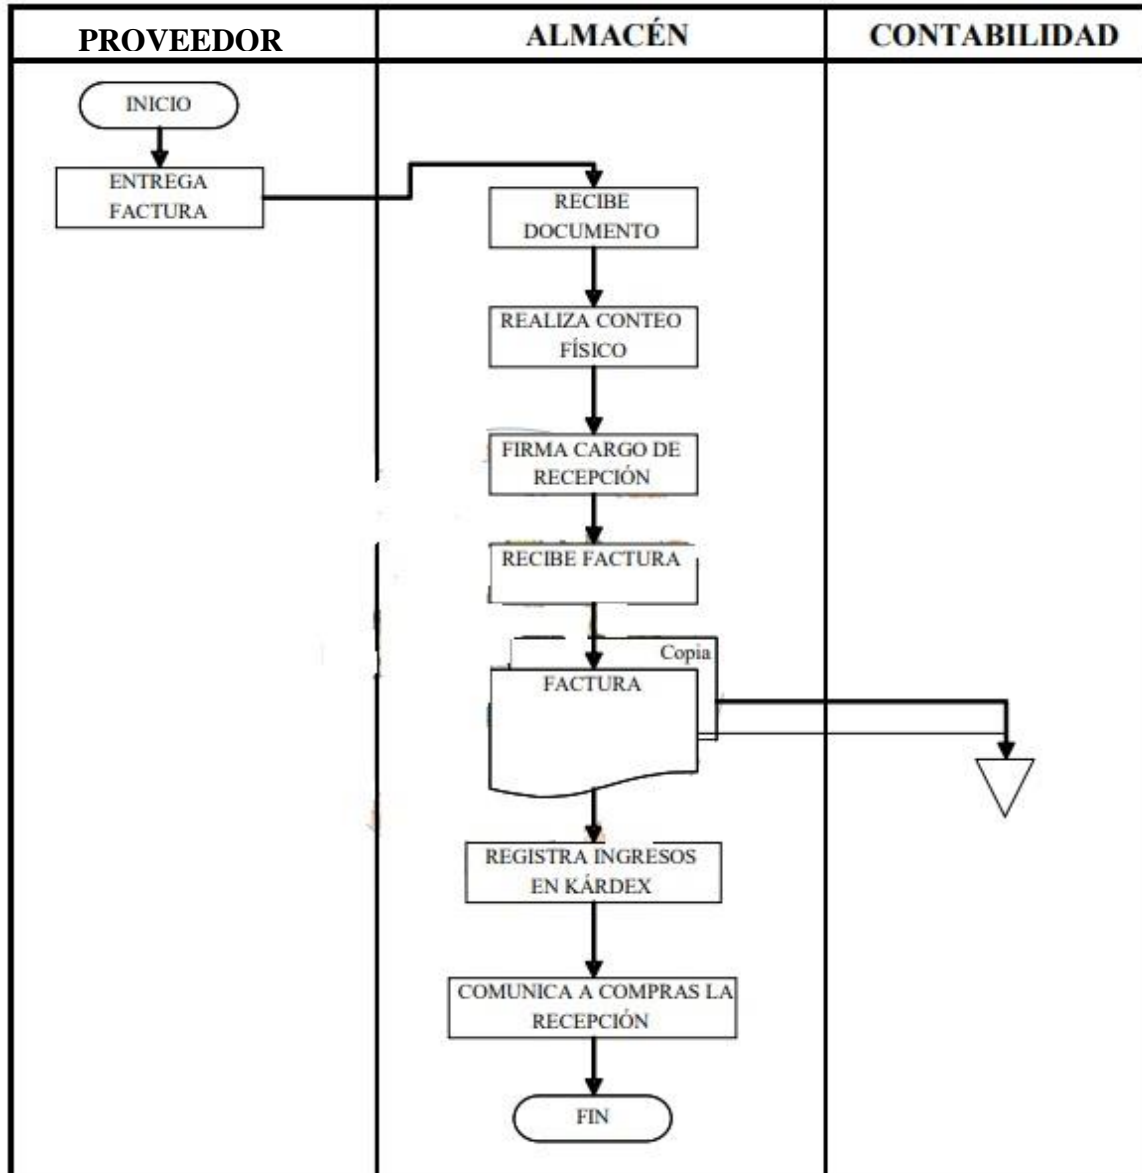 PROVEEDOR
ALMACÉN
CONTABILIDAD
INICIO
ENTREGA
FACTURA
RECIBE
DOCUMENTO
REALIZA CONTEO
FÍSICO
FIRMA CARGO DE
RECEPCIÓN
RECIBE FACTURA
Copia
FACTURA
REGISTRA INGRESOS
EN KÁRDEX
COMUNICA A COMPRAS LA
RECEPCIÓN
FIN